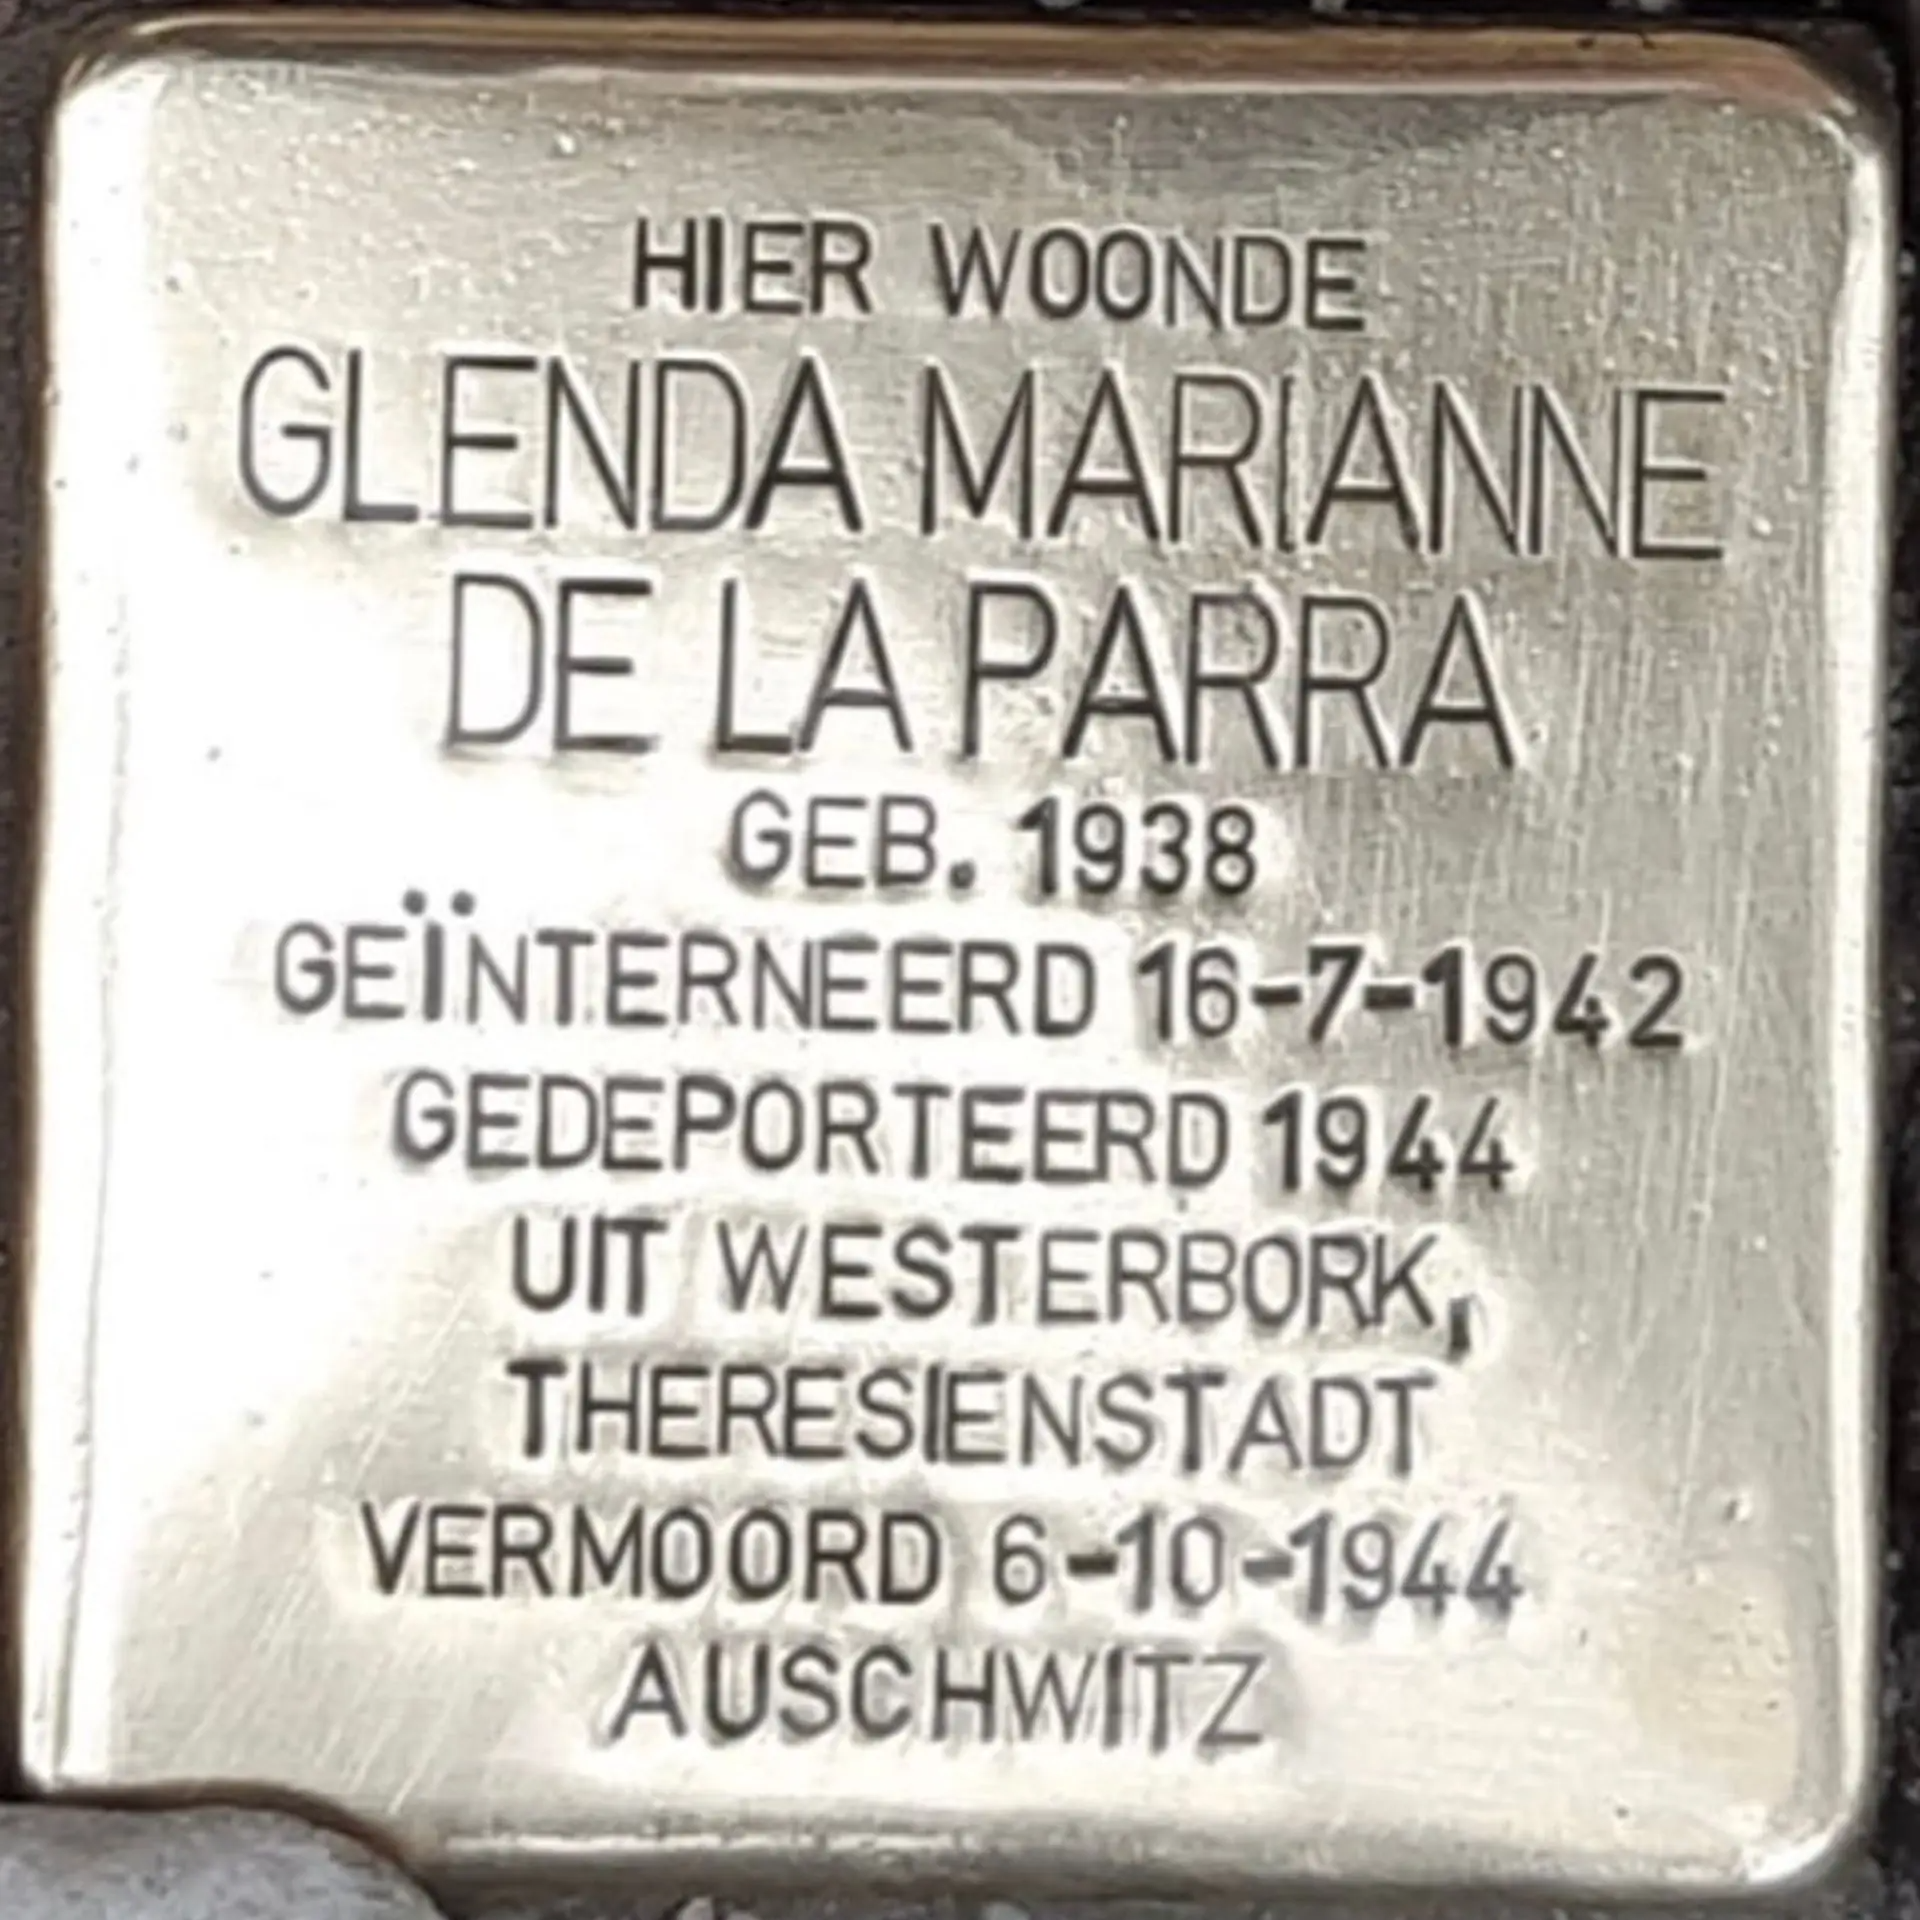 HIER WOONDE
GLENDA MARIANNE
DE LA PARRA
GEB. 1938
GEÏNTERNEERD 16-7-1942
GEDEPORTEERD 1944
UIT WESTERBORK,
THERESIENSTADT
VERMOORD 6-10-1944
AUSCHWITZ